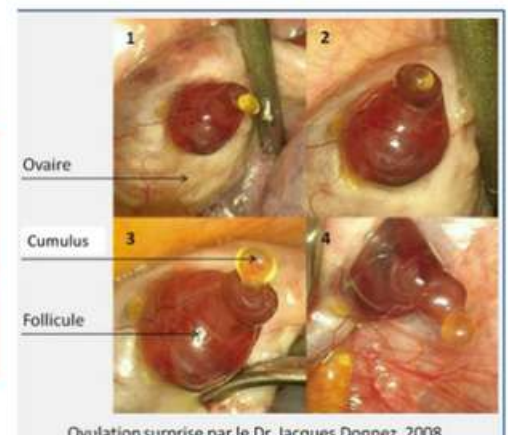 1
2
Ovaire
Cumulus
3
4
Follicule
Ovulation surprise par le Dr. Jacques Donnez, 2008